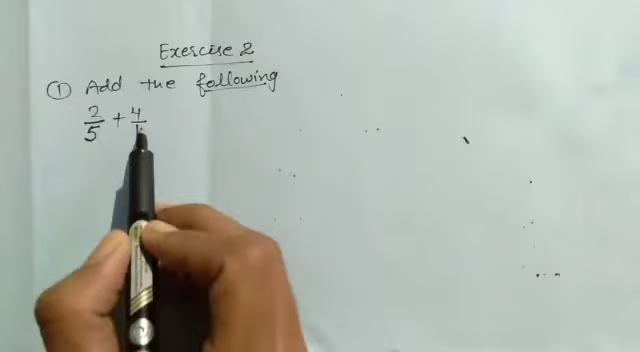 Exercise 2
① Add the following
2/5 + 4/